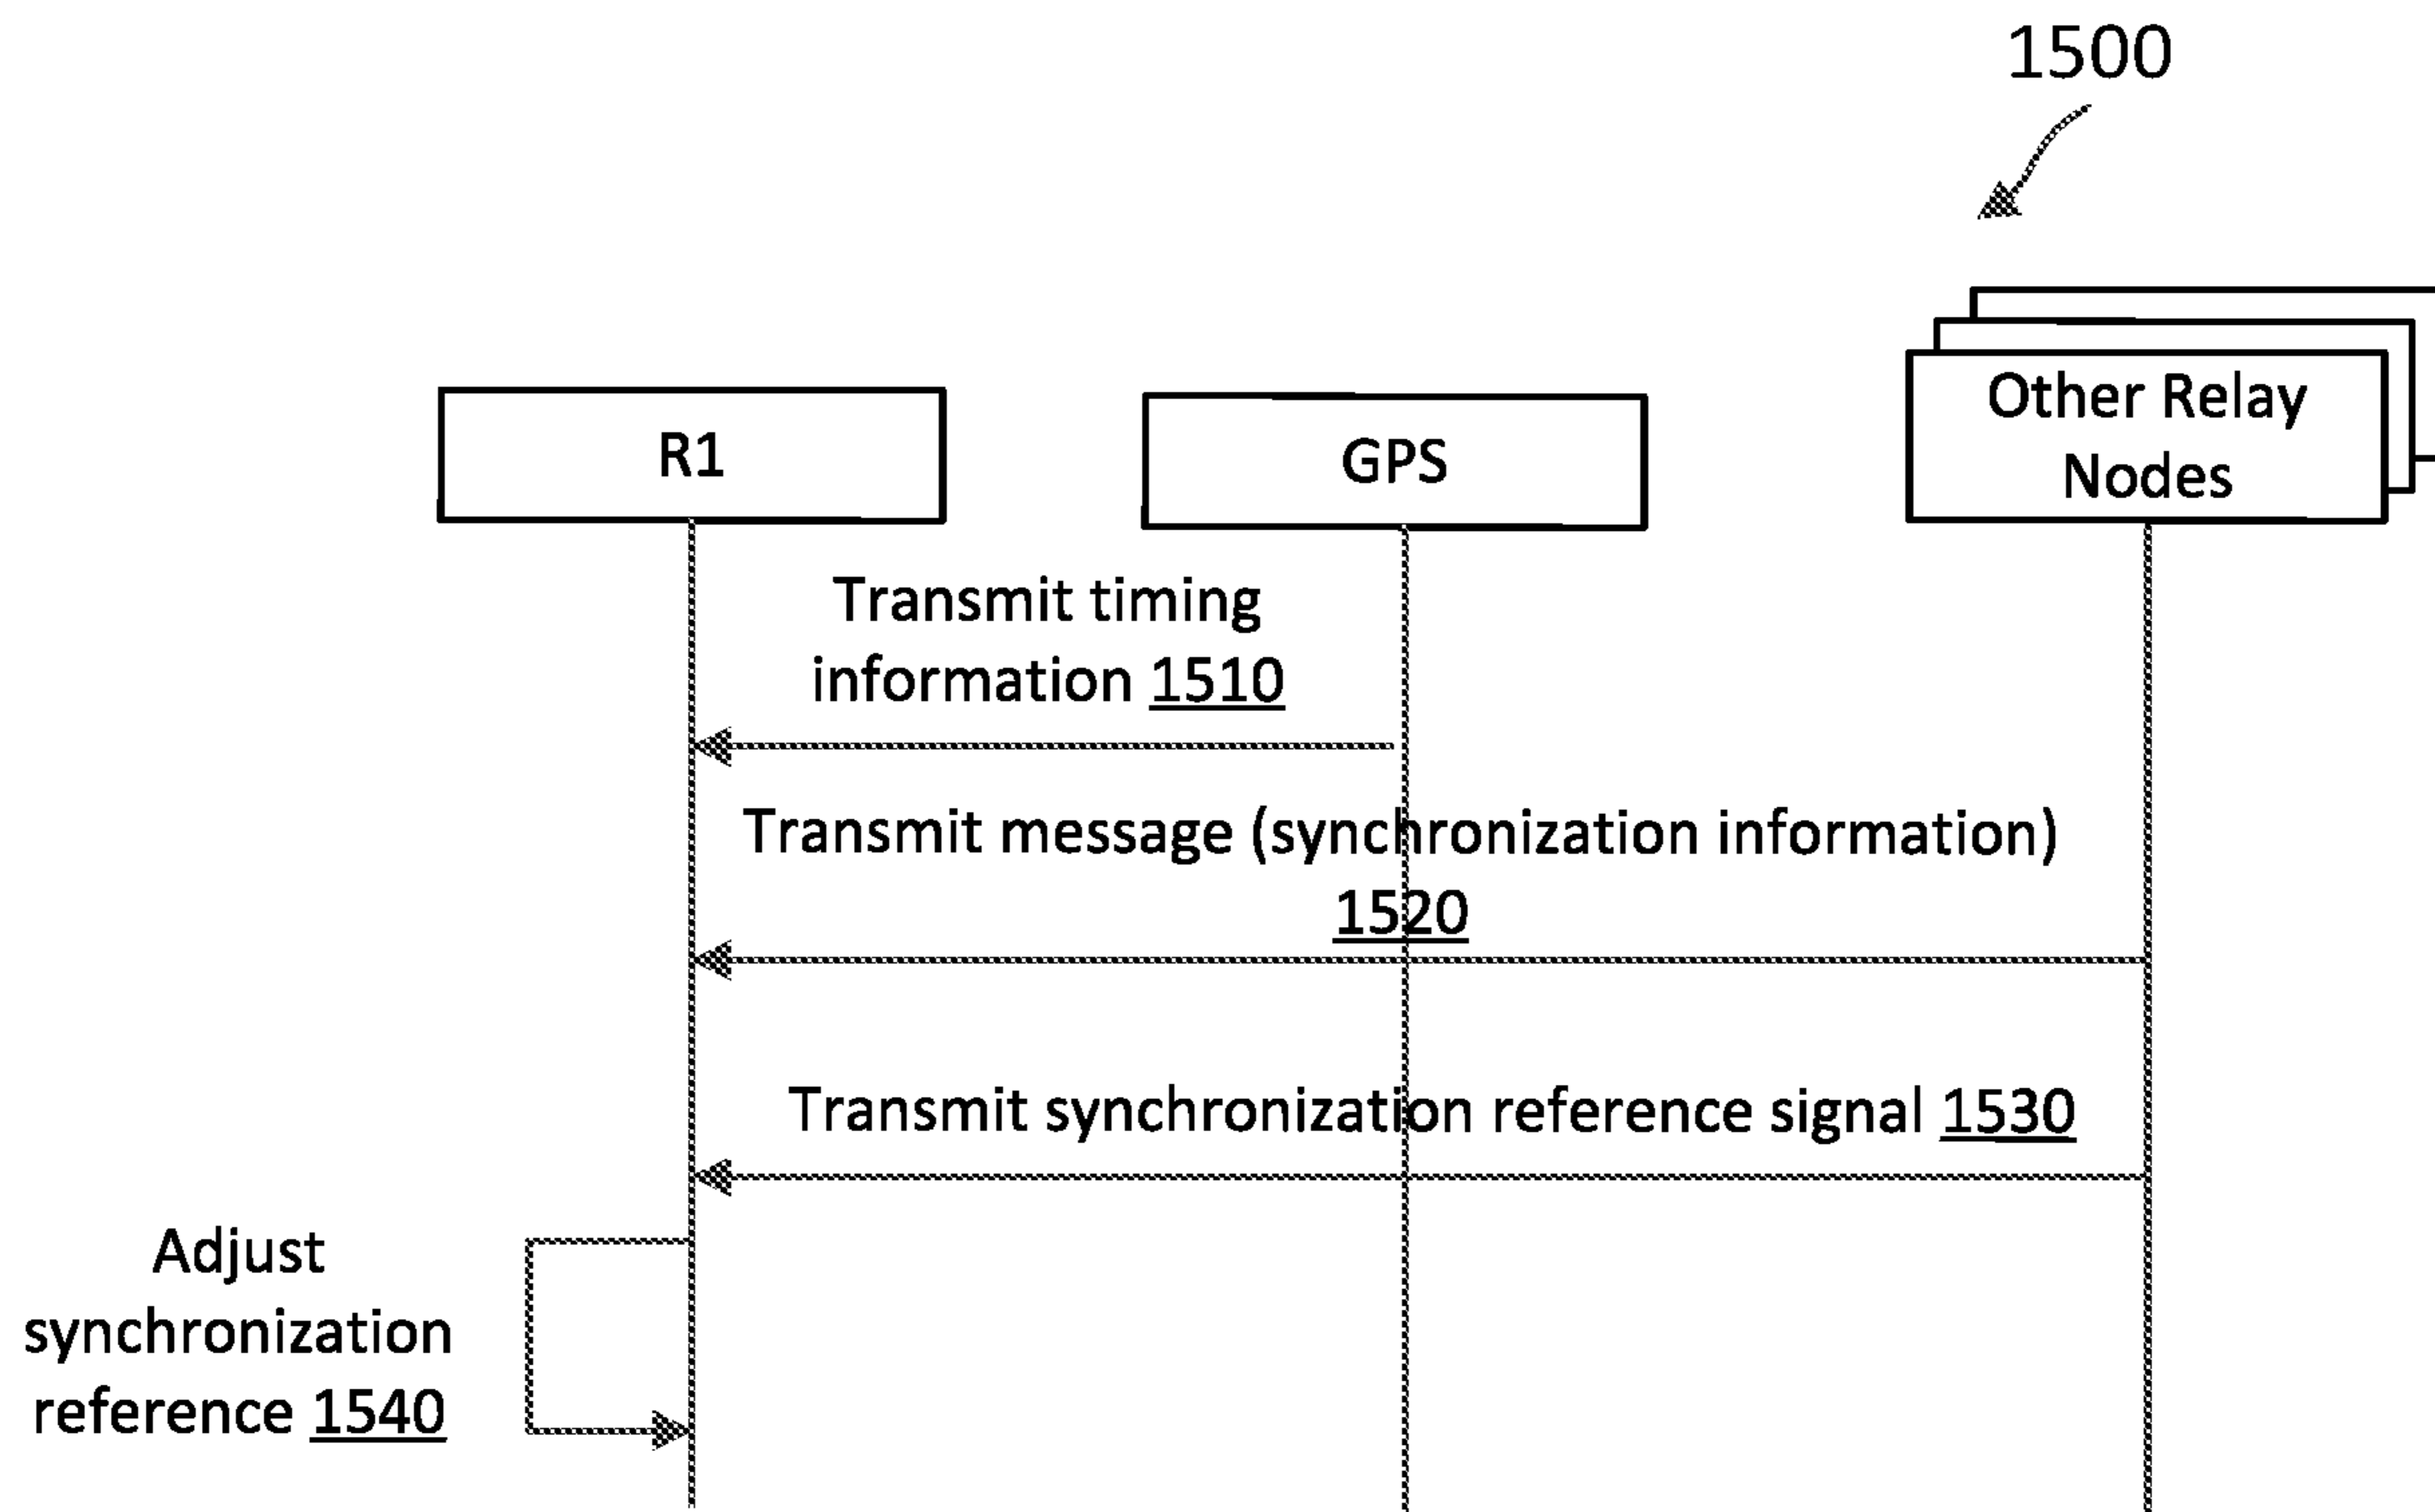 1500
R1
GPS
Other Relay
Nodes
Transmit timing
information 1510
Transmit message (synchronization information)
1520
Transmit synchronization reference signal 1530
Adjust
synchronization
reference 1540